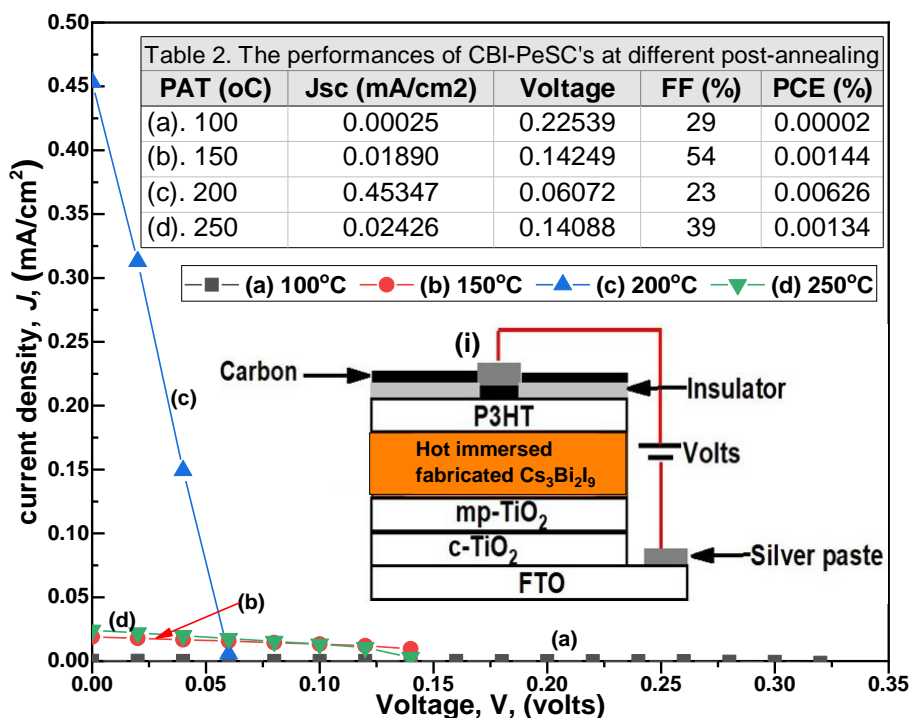 Table 2. The performances of CBI-PeSC's at different post-annealing
PAT (oC) Jsc (mA/cm2) Voltage FF (%) PCE (%)
(a). 100 0.00025 0.22539 29 0.00002
(b). 150 0.01890 0.14249 54 0.00144
(c). 200 0.45347 0.06072 23 0.00626
(d). 250 0.02426 0.14088 39 0.00134
(a) 100°C (b) 150°C (c) 200°C (d) 250°C
current density, J, (mA/cm²)
0.50
0.45
0.40
0.35
0.30
0.25
0.20
0.15
0.10
0.05
0.00
(c)
(d)
(b)
(a)
(i)
Carbon
Insulator
P3HT
Hot immersed
fabricated Cs₃Bi₂I₉
Volts
mp-TiO₂
c-TiO₂
Silver paste
FTO
0.00 0.05 0.10 0.15 0.20 0.25 0.30 0.35
Voltage, V, (volts)